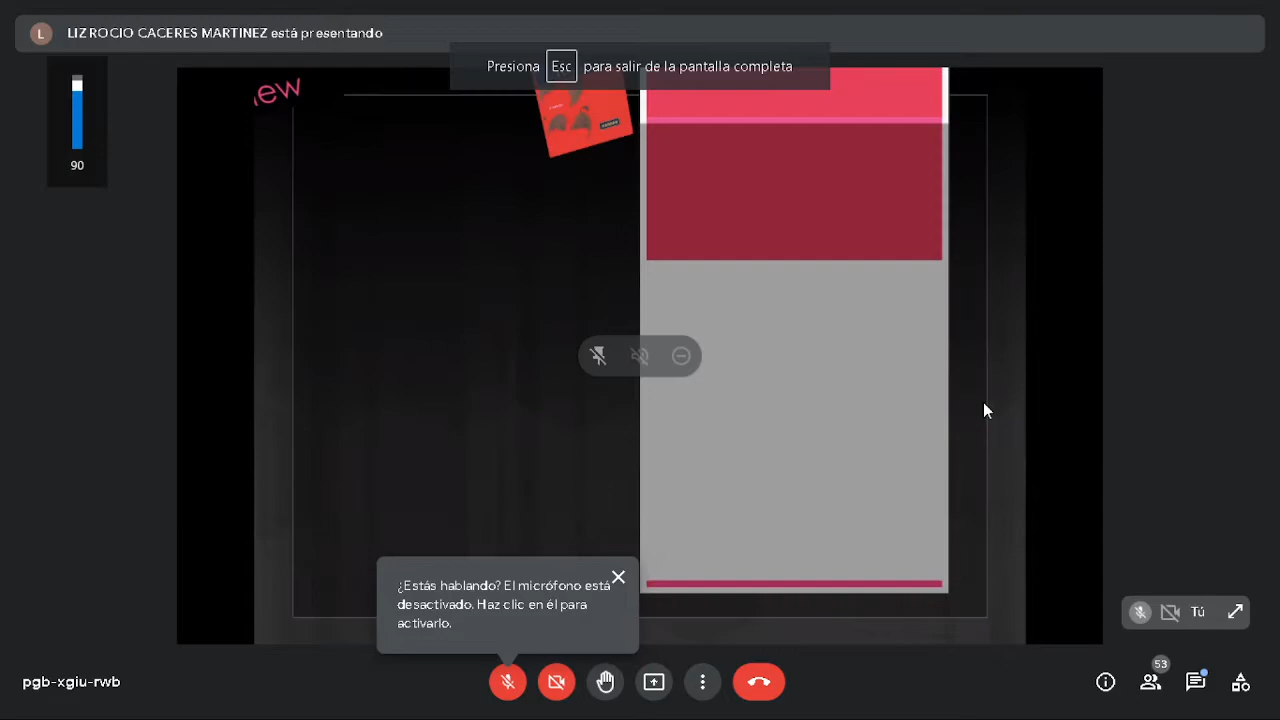 L LIZ ROCIO CACERES MARTINEZ está presentando
Presiona Esc para salir de la pantalla completa
ew
90
¿Estás hablando? El micrófono está
desactivado. Haz clic en él para
activarlo.
Tú
53
pgb-xgiu-rwb